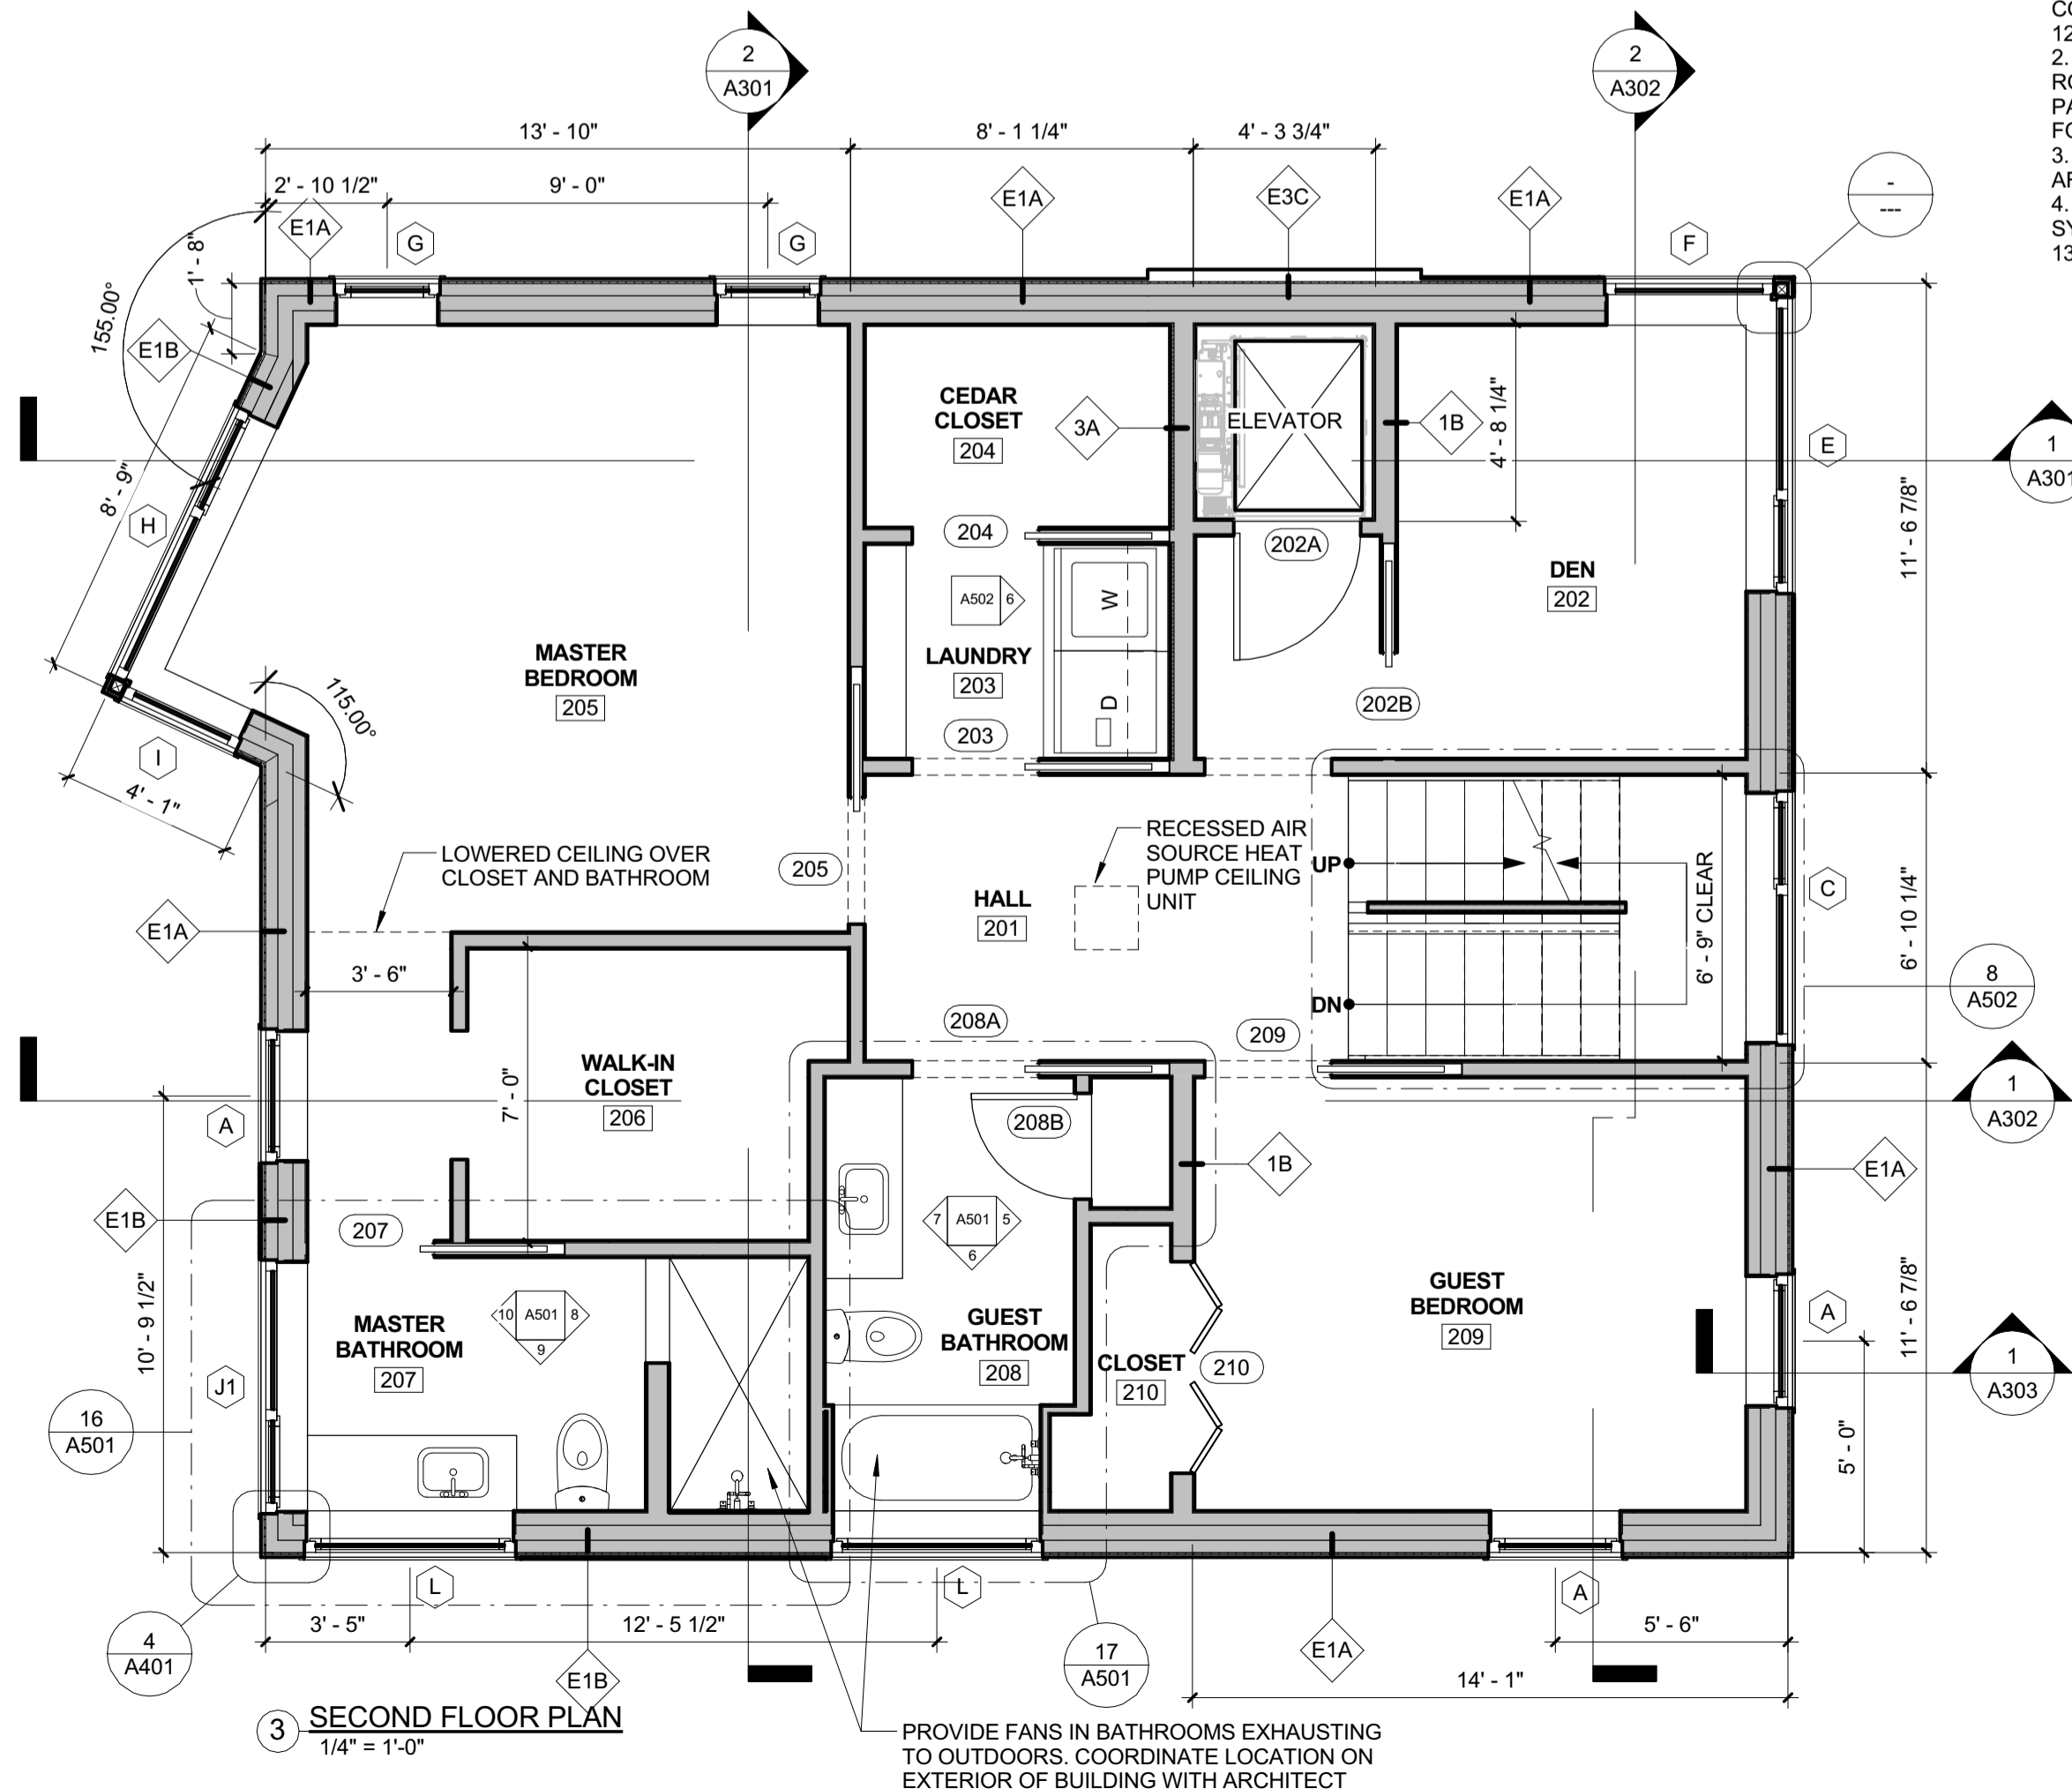 2
A301
2
A302
CO
12
2.
RO
PA
FO
3.
AR
4.
SY
13
13' - 10"
8' - 1 1/4"
4' - 3 3/4"
2' - 10 1/2"
9' - 0"
-
---
E1A
G
G
E1A
E3C
E1A
F
1' - 8"
155.00°
E1B
8' - 9"
H
CEDAR
CLOSET
204
3A
ELEVATOR
1B
4' - 8 1/4"
E
1
A301
11' - 6 7/8"
204
202A
DEN
202
A502
6
W
LAUNDRY
203
D
203
202B
MASTER
BEDROOM
205
115.00°
I
4' - 1"
LOWERED CEILING OVER
CLOSET AND BATHROOM
205
RECESSED AIR
SOURCE HEAT
PUMP CEILING
UNIT
UP
HALL
201
6' - 9" CLEAR
C
6' - 10 1/4"
E1A
3' - 6"
DN
8
A502
208A
209
WALK-IN
CLOSET
206
7' - 0"
A
208B
1
A302
1B
E1A
E1B
207
7
A501
5
6
10' - 9 1/2"
10
A501
8
9
MASTER
BATHROOM
207
GUEST
BATHROOM
208
CLOSET
210
210
GUEST
BEDROOM
209
A
11' - 6 7/8"
1
A303
J1
16
A501
5' - 0"
L
L
A
3' - 5"
12' - 5 1/2"
5' - 6"
4
A401
E1B
17
A501
E1A
14' - 1"
3
SECOND FLOOR PLAN
1/4" = 1'-0"
PROVIDE FANS IN BATHROOMS EXHAUSTING
TO OUTDOORS. COORDINATE LOCATION ON
EXTERIOR OF BUILDING WITH ARCHITECT